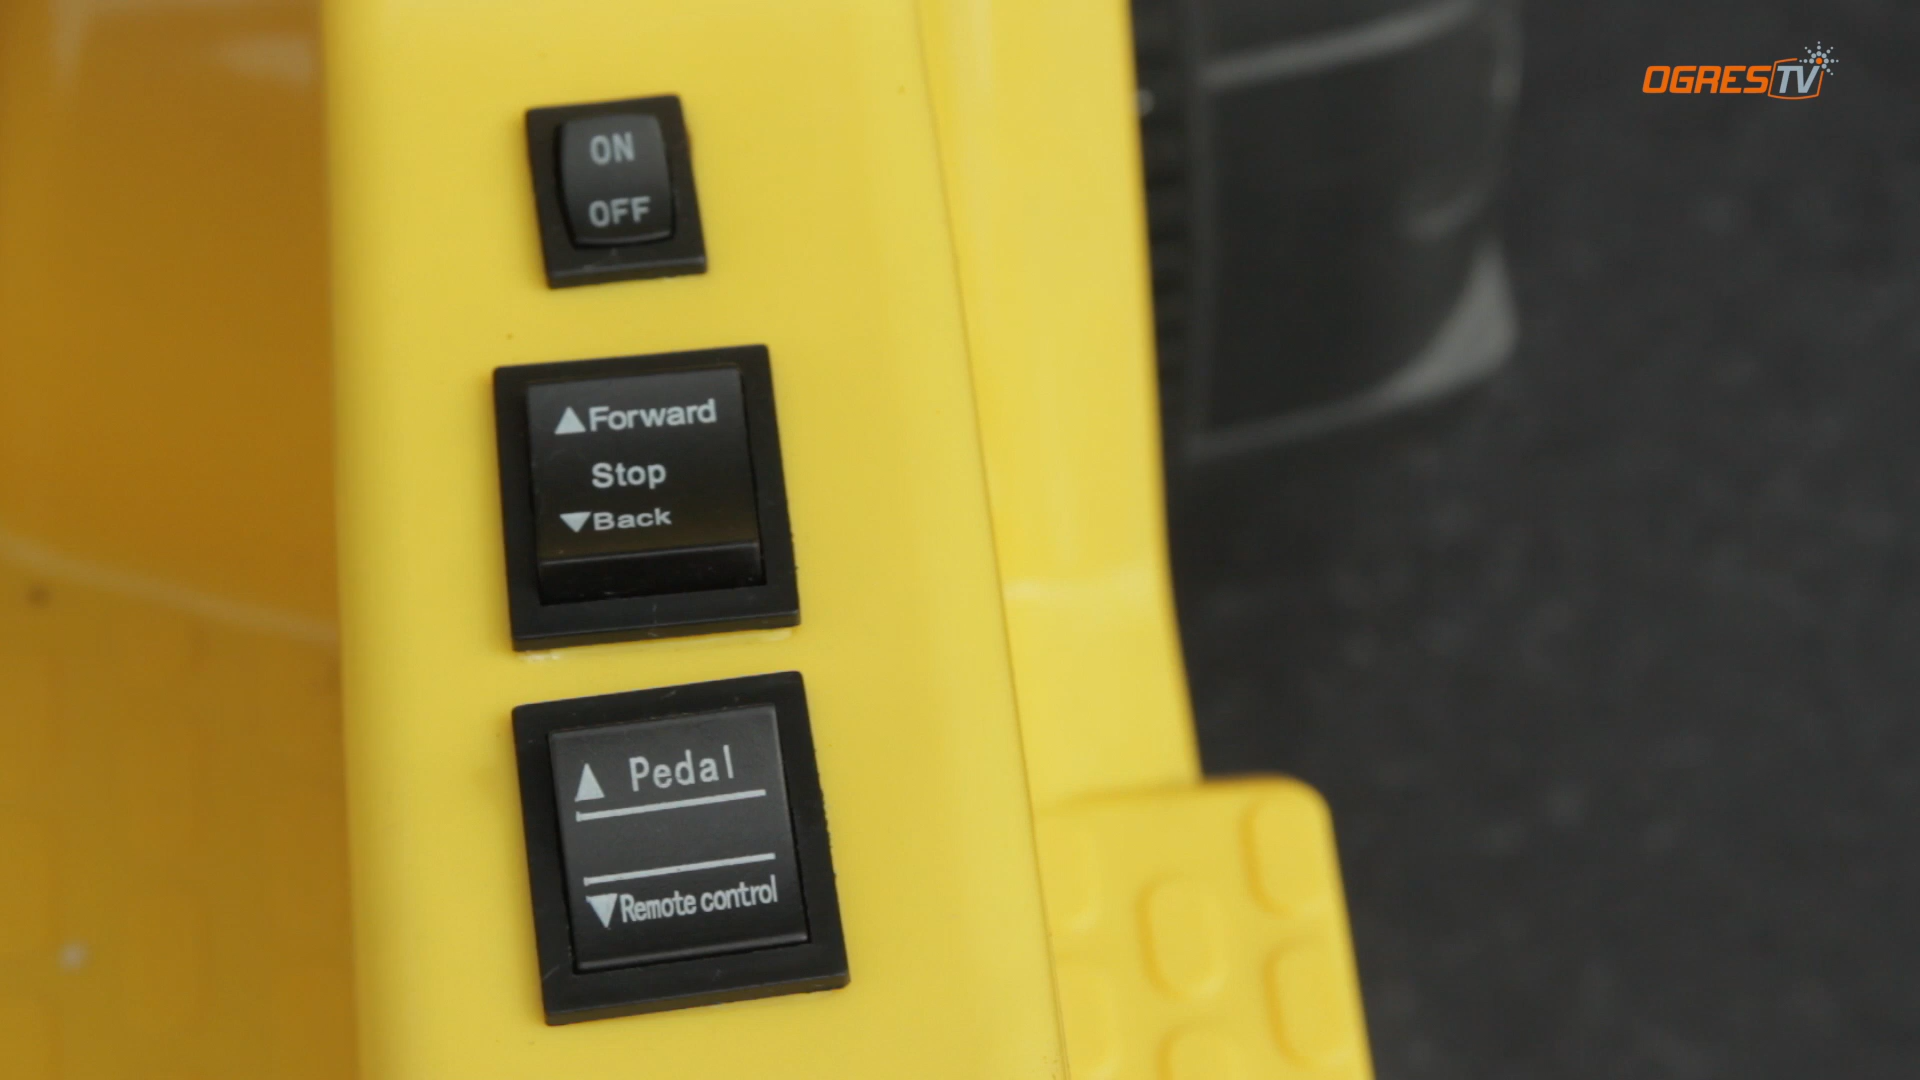 OGRESTV
ON
OFF
▲Forward
Stop
▼Back
▲ Pedal
▼Remote control